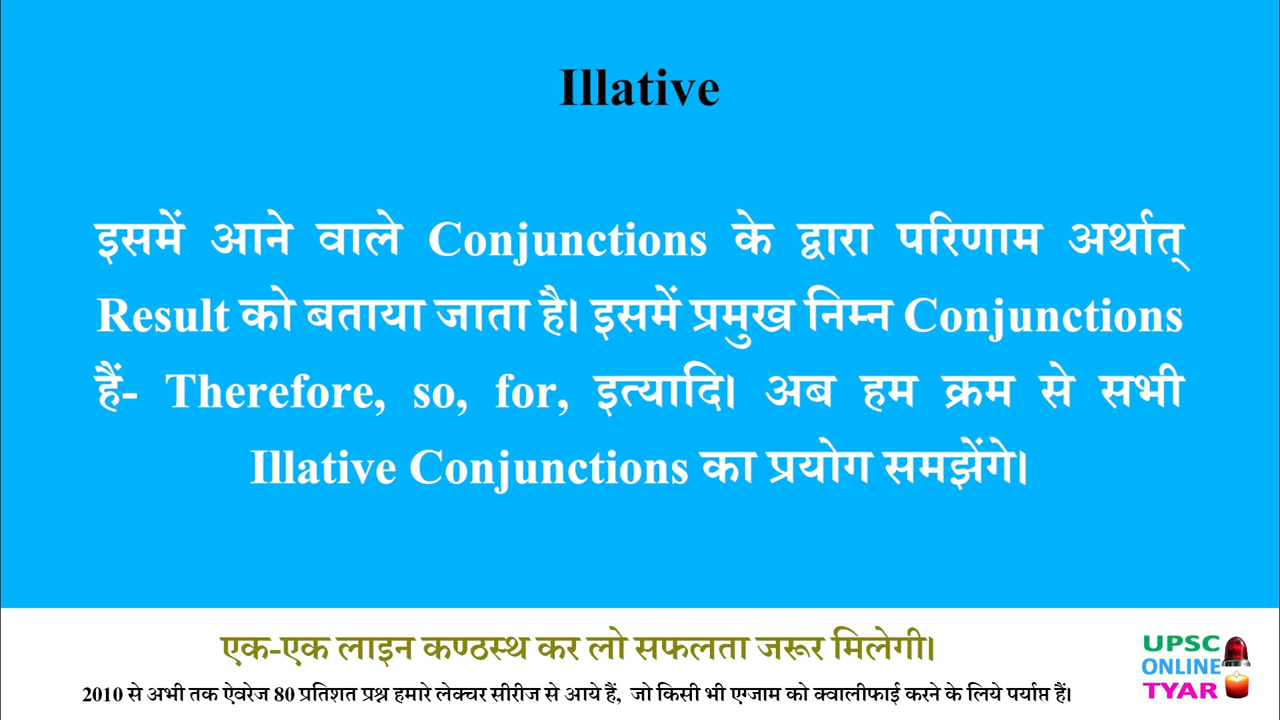 Illative
इसमें आने वाले Conjunctions के द्वारा परिणाम अर्थात्
Result को बताया जाता है। इसमें प्रमुख निम्न Conjunctions
हैं- Therefore, so, for, इत्यादि। अब हम क्रम से सभी
Illative Conjunctions का प्रयोग समझेंगे।
एक-एक लाइन कण्ठस्थ कर लो सफलता जरूर मिलेगी।
2010 से अभी तक ऐवरेज 80 प्रतिशत प्रश्न हमारे लेक्चर सीरीज से आये हैं, जो किसी भी एग्जाम को क्वालीफाई करने के लिये पर्याप्त हैं।
UPSC
ONLINE
TYAR